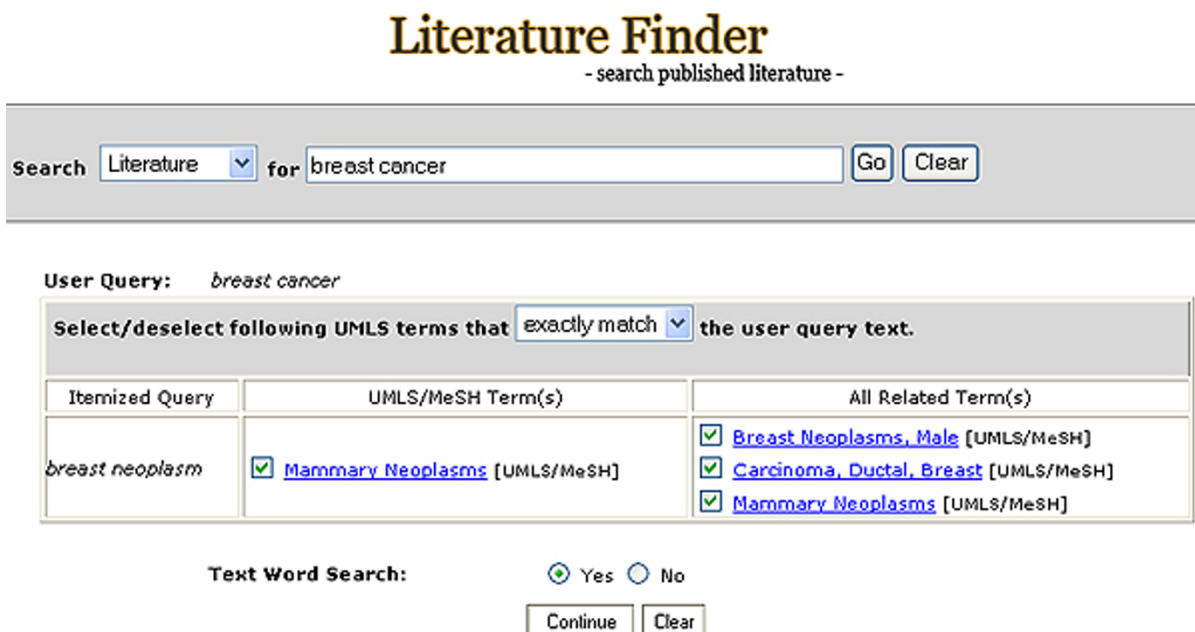 Literature Finder
- search published literature -
Search Literature for breast cancer Go Clear
User Query: breast cancer
Select/deselect following UMLS terms that exactly match the user query text.
Itemized Query UMLS/MeSH Term(s) All Related Term(s)
breast neoplasm Mammary Neoplasms [UMLS/MeSH]
Breast Neoplasms, Male [UMLS/MeSH]
Carcinoma, Ductal, Breast [UMLS/MeSH]
Mammary Neoplasms [UMLS/MeSH]
Text Word Search: Yes No
Continue Clear